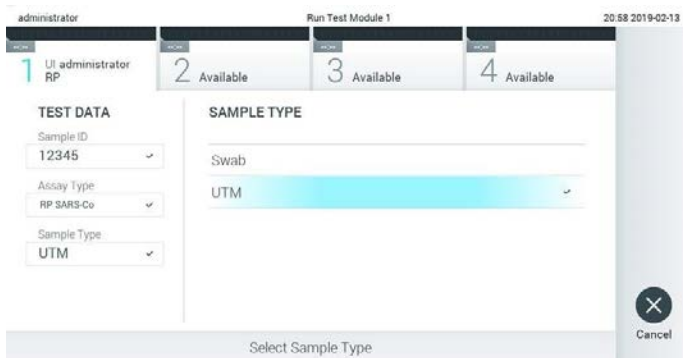 administrator Run Test Module 1 20:58 2019-02-13
1 UI administrator RP
2 Available
3 Available
4 Available
TEST DATA
Sample ID
12345
Assay Type
RP SARS-Co
Sample Type
UTM
SAMPLE TYPE
Swab
UTM
Cancel
Select Sample Type